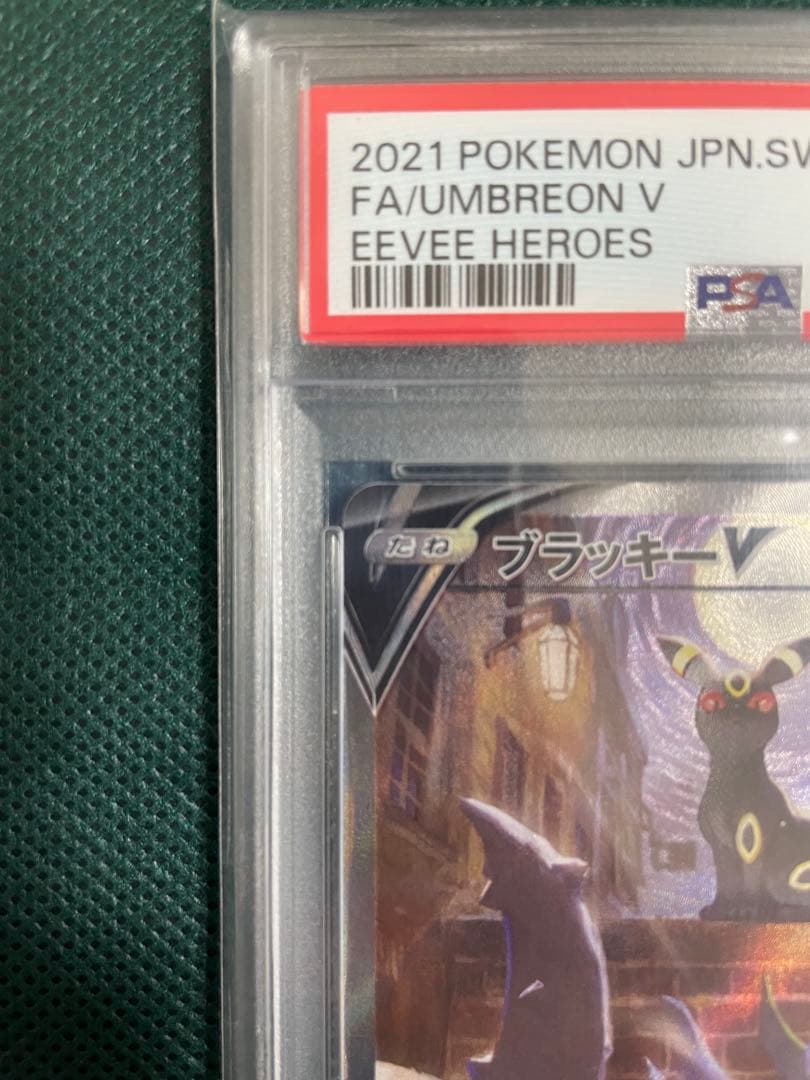 2021 POKEMON JPN.SW
FA/UMBREON V
EEVEE HEROES
PSA
たね ブラッキーV